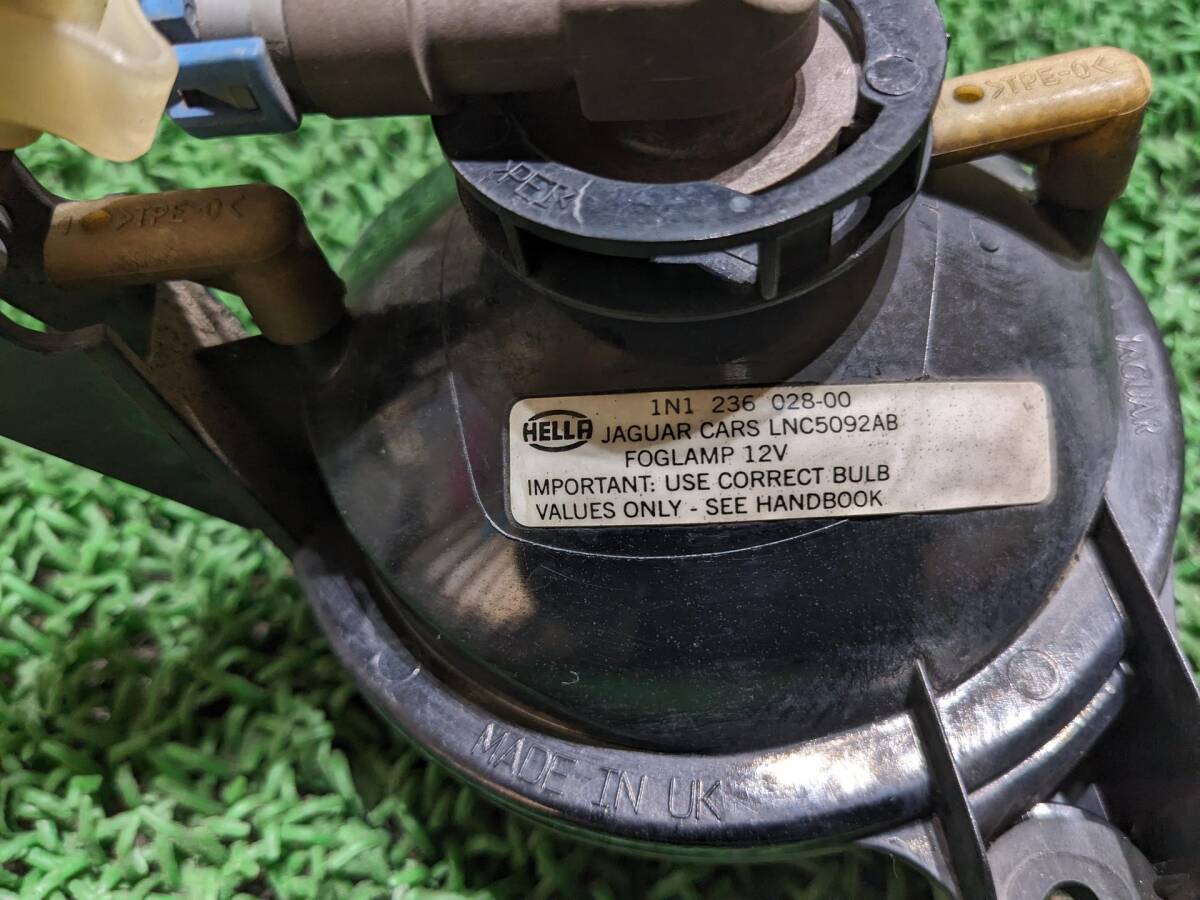 >TPE-O<
>TPE-O<
>PET<
1N1 236 028-00
HELLA JAGUAR CARS LNC5092AB
FOGLAMP 12V
IMPORTANT: USE CORRECT BULB
VALUES ONLY - SEE HANDBOOK
JAGUAR
MADE IN UK